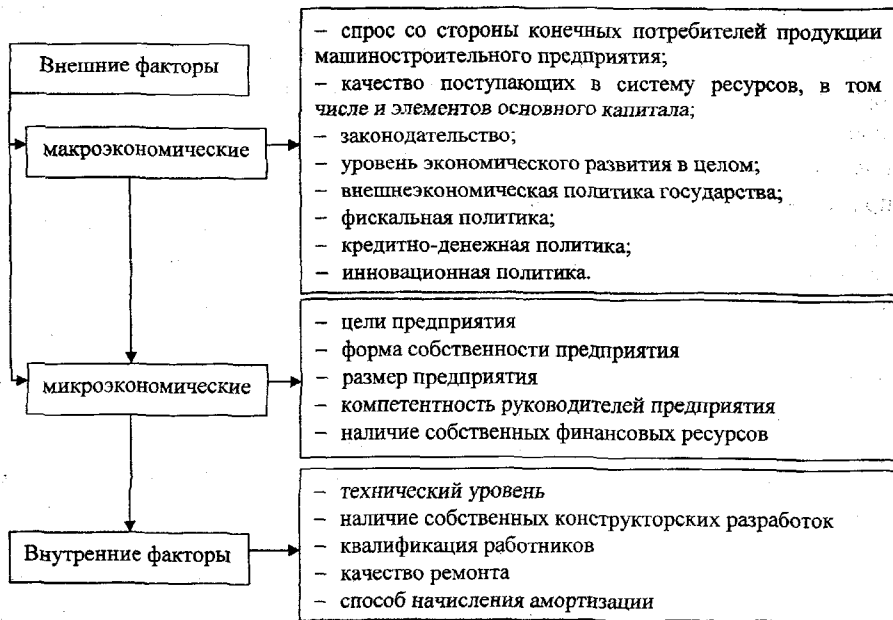 Внешние факторы
– спрос со стороны конечных потребителей продукции
машиностроительного предприятия;
– качество поступающих в систему ресурсов, в том
числе и элементов основного капитала;
– законодательство;
– уровень экономического развития в целом;
– внешнеэкономическая политика государства;
– фискальная политика;
– кредитно-денежная политика;
– инновационная политика.
макроэкономические
– цели предприятия
– форма собственности предприятия
– размер предприятия
– компетентность руководителей предприятия
– наличие собственных финансовых ресурсов
микроэкономические
– технический уровень
– наличие собственных конструкторских разработок
– квалификация работников
– качество ремонта
– способ начисления амортизации
Внутренние факторы